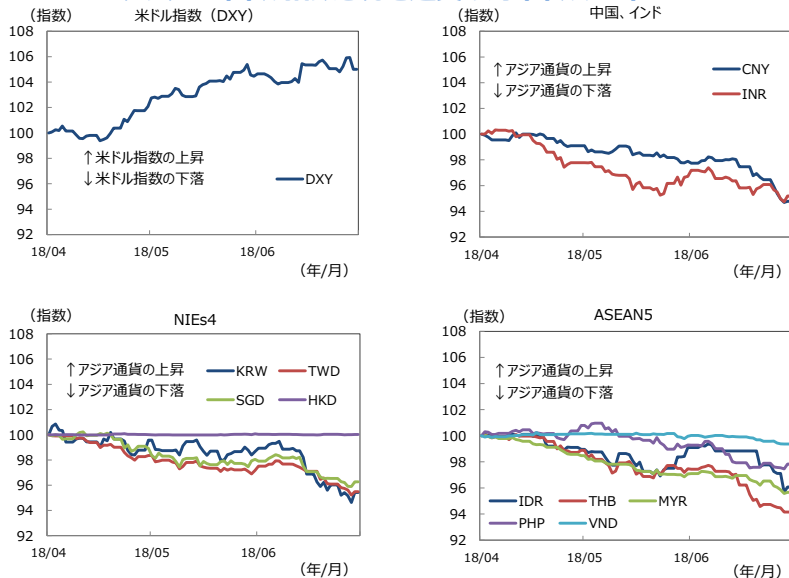 米ドル指数（DXY）
（指数）
108
106
104
102
100
98
96
94
92
↑米ドル指数の上昇
↓米ドル指数の下落
DXY
18/04 18/05 18/06
（年/月）
中国、インド
（指数）
108
106
104
102
100
98
96
94
92
↑アジア通貨の上昇
↓アジア通貨の下落
CNY
INR
18/04 18/05 18/06
（年/月）
NIEs4
（指数）
108
106
104
102
100
98
96
94
92
↑アジア通貨の上昇
↓アジア通貨の下落
KRW TWD
SGD HKD
18/04 18/05 18/06
（年/月）
ASEAN5
（指数）
108
106
104
102
100
98
96
94
92
↑アジア通貨の上昇
↓アジア通貨の下落
IDR THB MYR
PHP VND
18/04 18/05 18/06
（年/月）